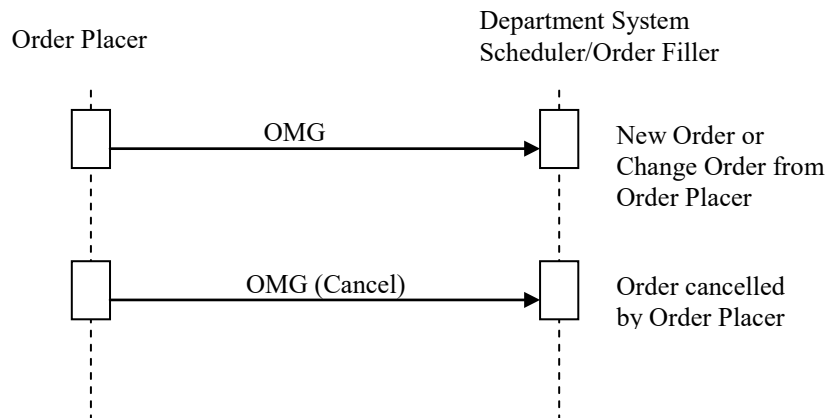 Order Placer
Department System
Scheduler/Order Filler
OMG
New Order or
Change Order from
Order Placer
OMG (Cancel)
Order cancelled
by Order Placer